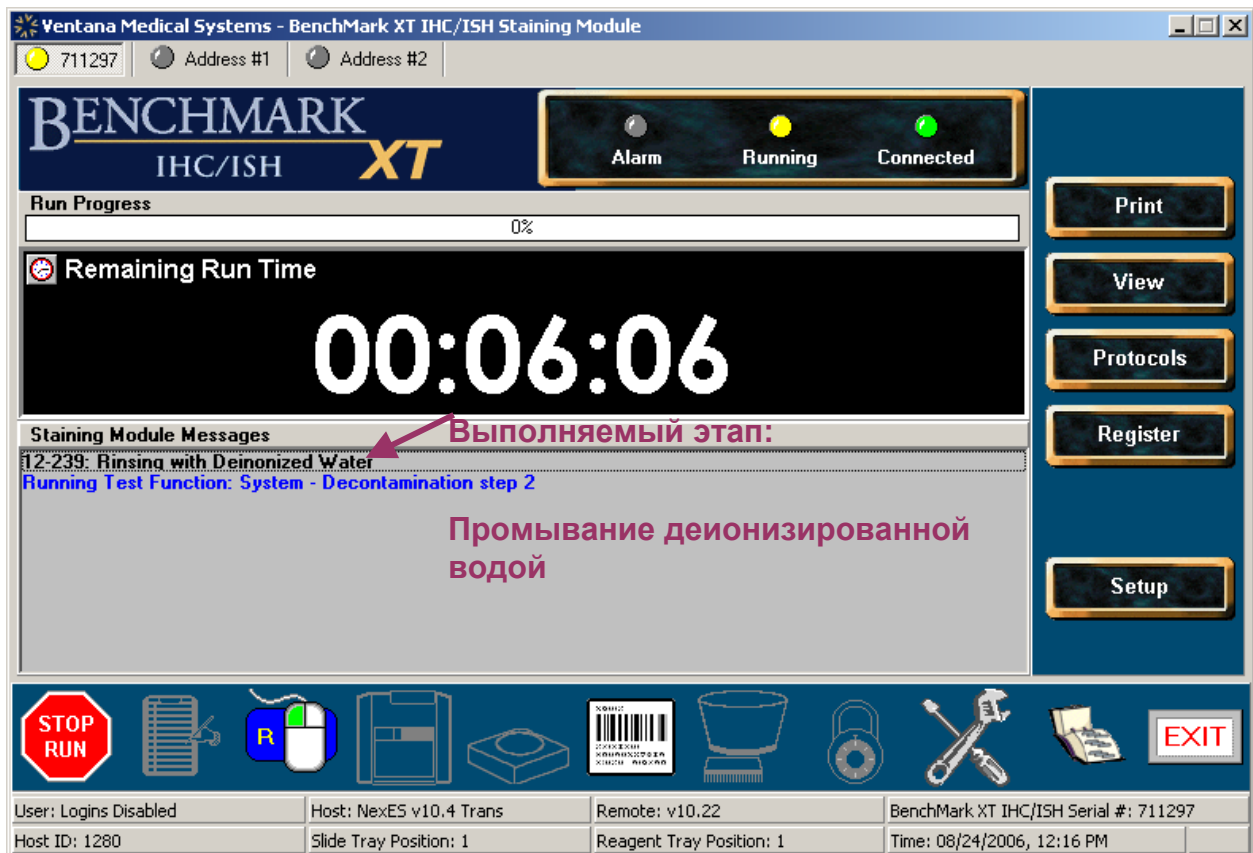 Ventana Medical Systems - BenchMark XT IHC/ISH Staining Module
711297 Address #1 Address #2
BENCHMARK
IHC/ISH XT
Alarm Running Connected
Run Progress
0%
Remaining Run Time
00:06:06
Staining Module Messages
12-239: Rinsing with Deinonized Water
Running Test Function: System - Decontamination step 2
Выполняемый этап:
Промывание деионизированной
водой
Print
View
Protocols
Register
Setup
STOP
RUN
R
EXIT
User: Logins Disabled
Host: NexES v10.4 Trans
Remote: v10.22
BenchMark XT IHC/ISH Serial #: 711297
Host ID: 1280
Slide Tray Position: 1
Reagent Tray Position: 1
Time: 08/24/2006, 12:16 PM